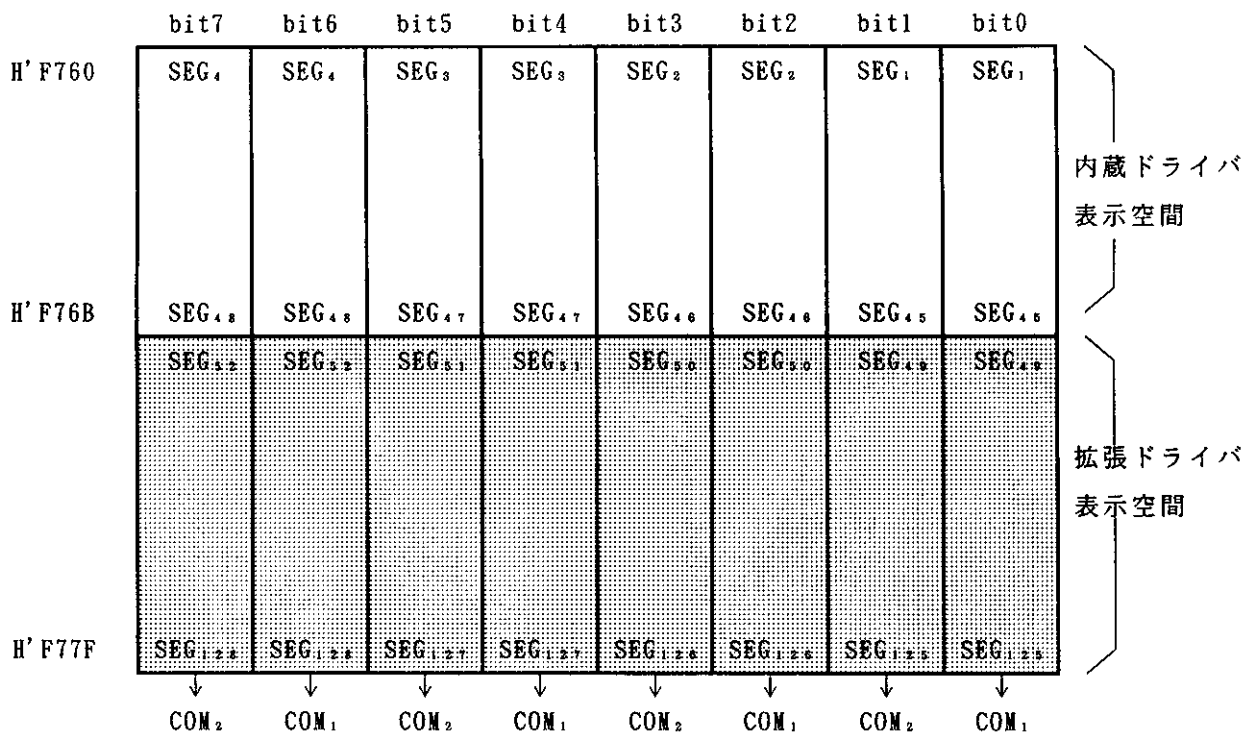 bit7 bit6 bit5 bit4 bit3 bit2 bit1 bit0
H'F760 SEG₄ SEG₄ SEG₃ SEG₃ SEG₂ SEG₂ SEG₁ SEG₁
内蔵ドライバ
表示空間
H'F76B SEG₄₈ SEG₄₈ SEG₄₇ SEG₄₇ SEG₄₆ SEG₄₆ SEG₄₅ SEG₄₅
SEG₅₂ SEG₅₂ SEG₅₁ SEG₅₁ SEG₅₀ SEG₅₀ SEG₄₉ SEG₄₉
拡張ドライバ
表示空間
H'F77F SEG₁₂₈ SEG₁₂₈ SEG₁₂₇ SEG₁₂₇ SEG₁₂₆ SEG₁₂₆ SEG₁₂₅ SEG₁₂₅
COM₂ COM₁ COM₂ COM₁ COM₂ COM₁ COM₂ COM₁